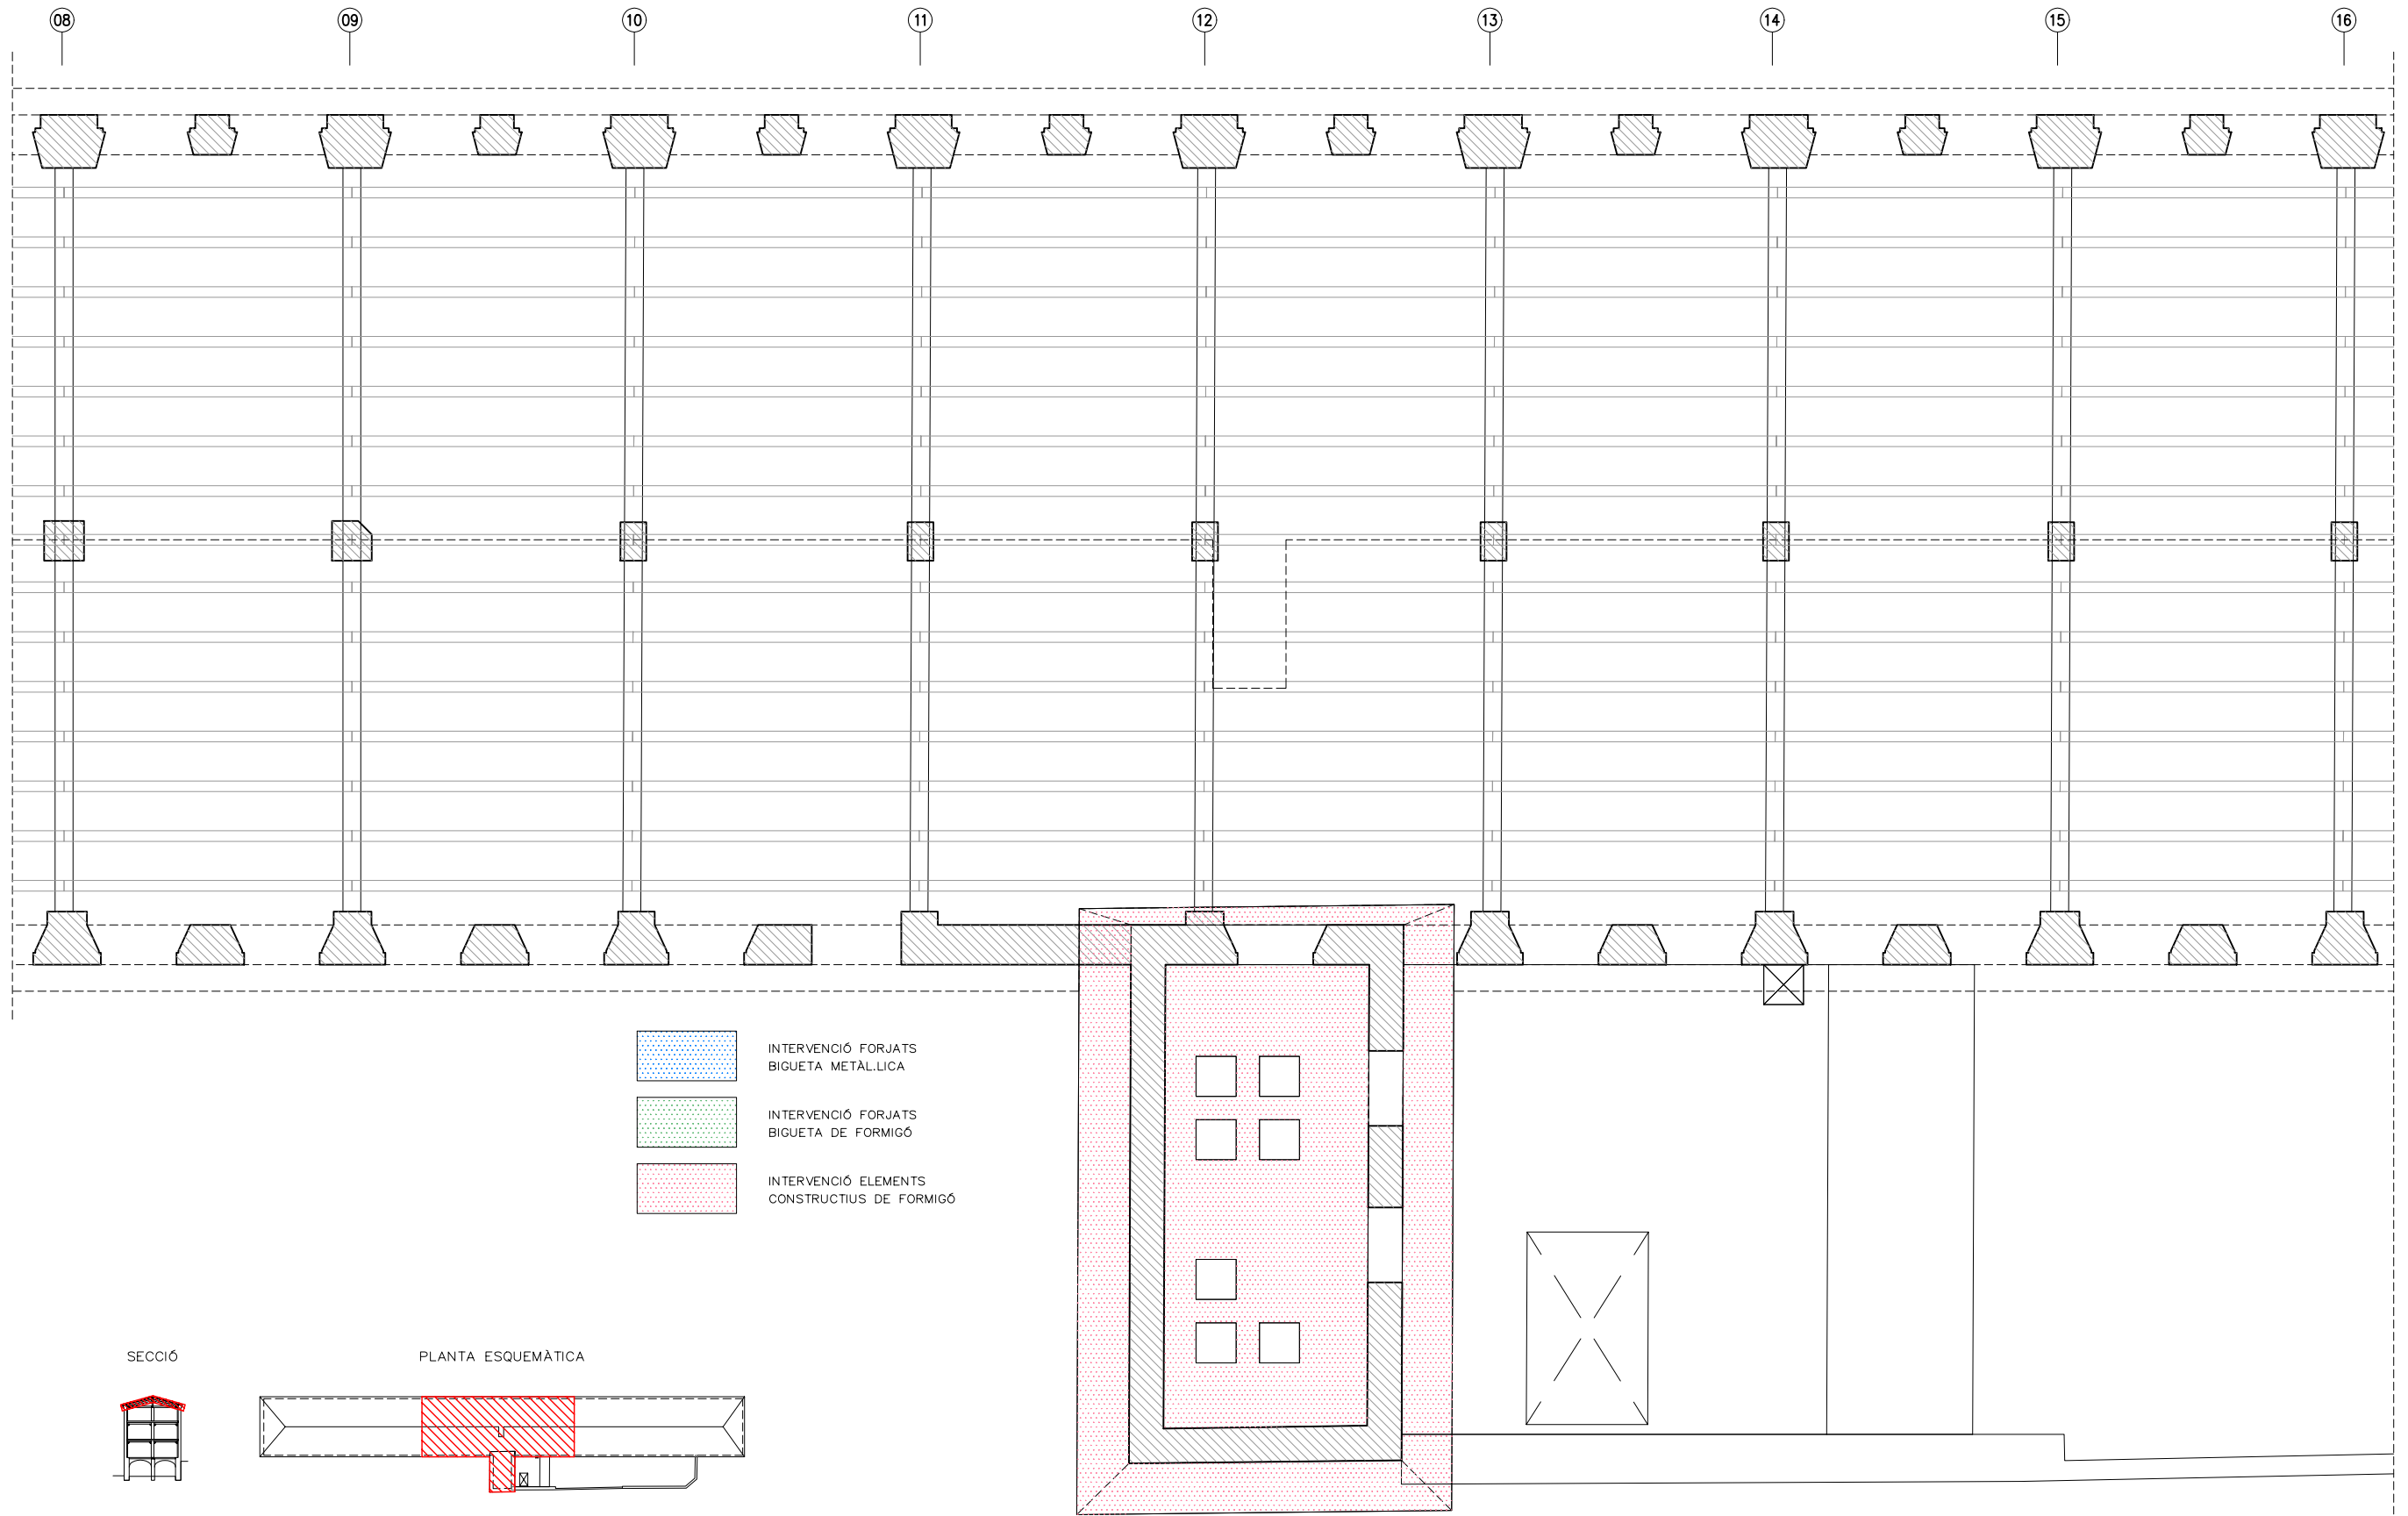 08 09 10 11 12 13 14 15 16
INTERVENCIÓ FORJATS
BIGUETA METÀL.LICA
INTERVENCIÓ FORJATS
BIGUETA DE FORMIGÓ
INTERVENCIÓ ELEMENTS
CONSTRUCTIUS DE FORMIGÓ
SECCIÓ
PLANTA ESQUEMÀTICA